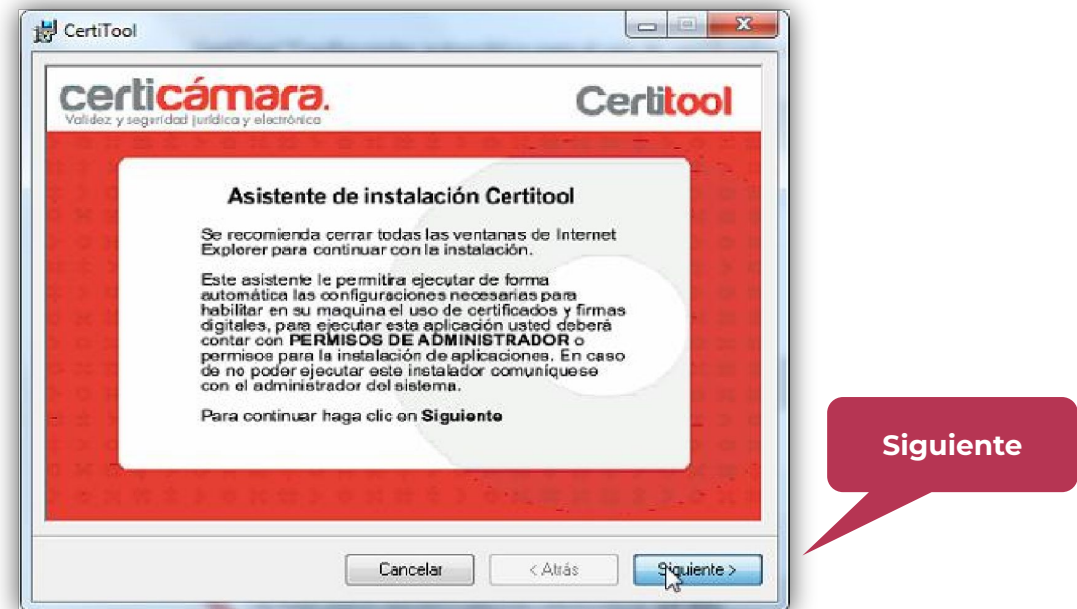 CertiTool
certicámara.
Certitool
Validez y seguridad jurídica y electrónica
Asistente de instalación Certitool
Se recomienda cerrar todas las ventanas de Internet
Explorer para continuar con la instalación.
Este asistente le permitira ejecutar de forma
automática las configuraciones necesarias para
habilitar en su maquina el uso de certificados y firmas
digitales, para ejecutar esta aplicación usted deberá
contar con PERMISOS DE ADMINISTRADOR o
permisos para la instalación de aplicaciones. En caso
de no poder ejecutar este instalador comuníquese
con el administrador del sistema.
Para continuar haga clic en Siguiente
Siguiente
Cancelar
< Atrás
Siguiente >